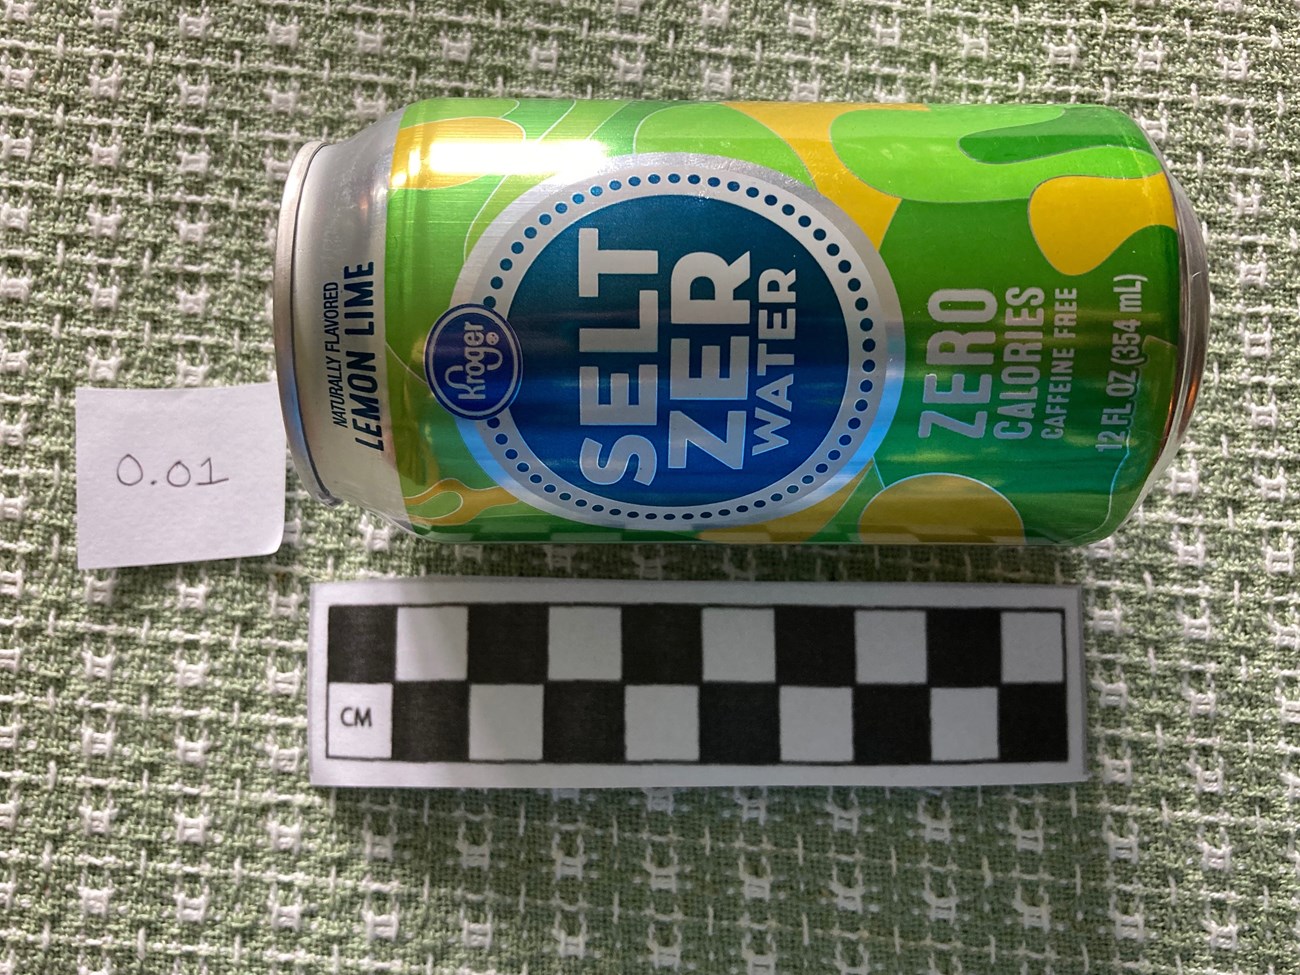 0.01
NATURALLY FLAVORED
LEMON LIME
Kroger®
SELT
ZER
WATER
ZERO
CALORIES
CAFFEINE FREE
12 FL OZ (354 mL)
CM